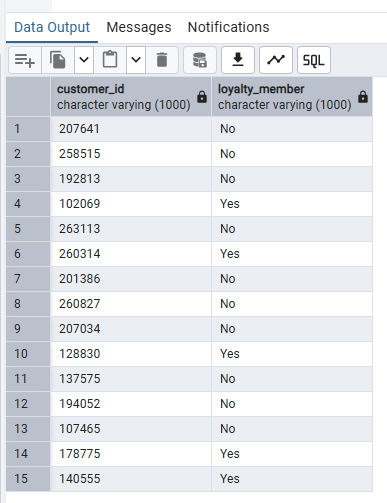 Data Output Messages Notifications
SQL
customer_id loyalty_member
character varying (1000) character varying (1000)
1 207641 No
2 258515 No
3 192813 No
4 102069 Yes
5 263113 No
6 260314 Yes
7 201386 No
8 260827 No
9 207034 No
10 128830 Yes
11 137575 No
12 194052 No
13 107465 No
14 178775 Yes
15 140555 Yes